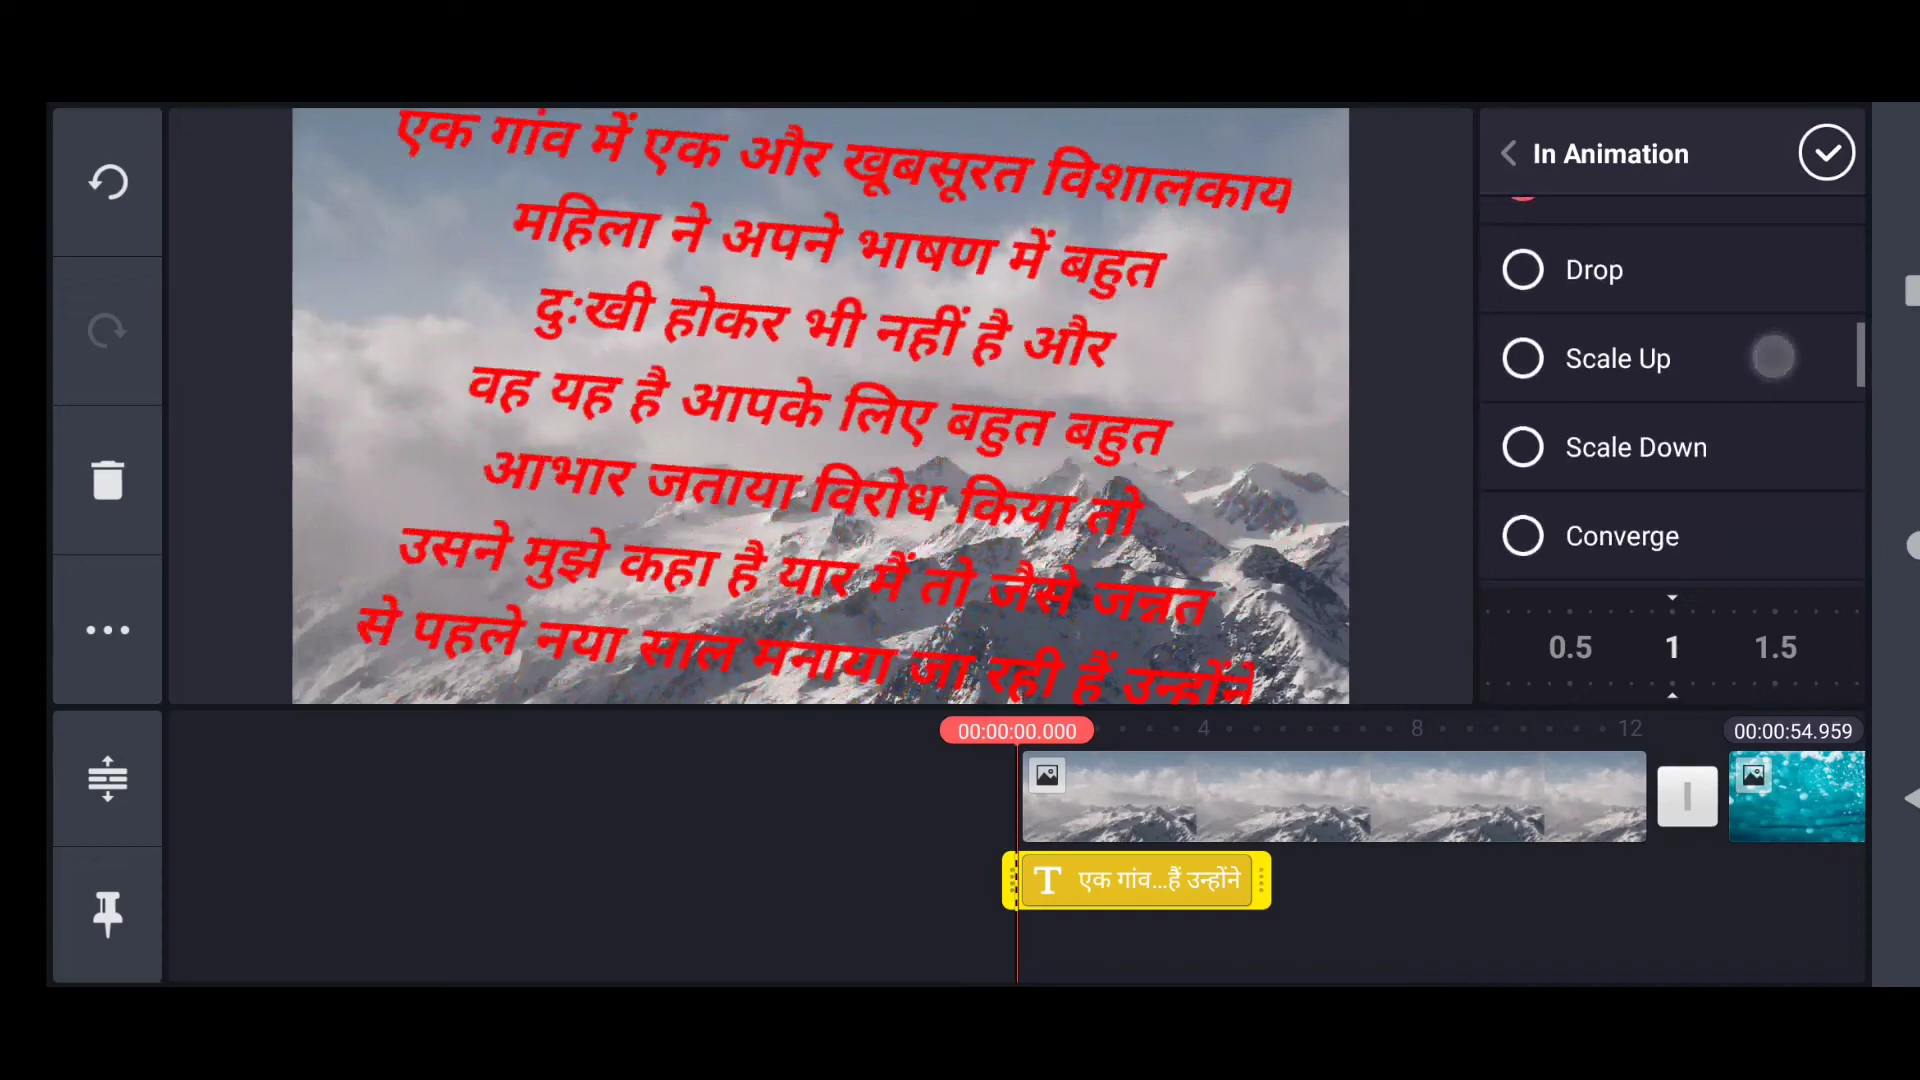 एक गांव में एक और खूबसूरत विशालकाय
महिला ने अपने भाषण में बहुत
दुःखी होकर भी नहीं है और
वह यह है आपके लिए बहुत बहुत
आभार जताया विरोध किया तो
उसने मुझे कहा है यार मैं तो जैसे जन्नत
से पहले नया साल मनाया जा रही हैं उन्होंने
In Animation
Drop
Scale Up
Scale Down
Converge
0.5 1 1.5
00:00:00.000 4 8 12 00:00:54.959
T एक गांव...हैं उन्होंने